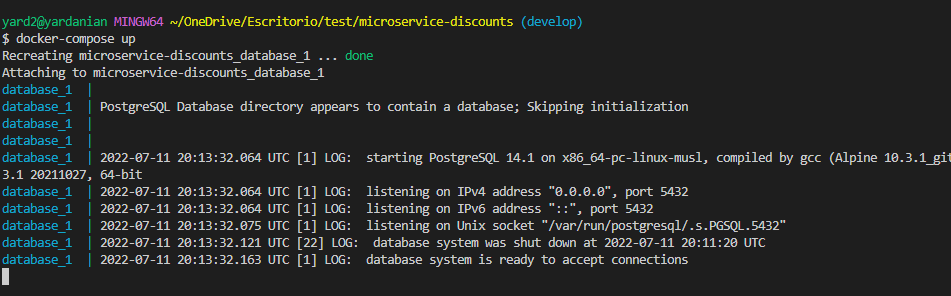 yard2@yardanian MINGW64 ~/OneDrive/Escritorio/test/microservice-discounts (develop)
$ docker-compose up
Recreating microservice-discounts_database_1 ... done
Attaching to microservice-discounts_database_1
database_1  |
database_1  | PostgreSQL Database directory appears to contain a database; Skipping initialization
database_1  |
database_1  |
database_1  | 2022-07-11 20:13:32.064 UTC [1] LOG:  starting PostgreSQL 14.1 on x86_64-pc-linux-musl, compiled by gcc (Alpine 10.3.1_git
3.1 20211027, 64-bit
database_1  | 2022-07-11 20:13:32.064 UTC [1] LOG:  listening on IPv4 address "0.0.0.0", port 5432
database_1  | 2022-07-11 20:13:32.064 UTC [1] LOG:  listening on IPv6 address "::", port 5432
database_1  | 2022-07-11 20:13:32.075 UTC [1] LOG:  listening on Unix socket "/var/run/postgresql/.s.PGSQL.5432"
database_1  | 2022-07-11 20:13:32.121 UTC [22] LOG:  database system was shut down at 2022-07-11 20:11:20 UTC
database_1  | 2022-07-11 20:13:32.163 UTC [1] LOG:  database system is ready to accept connections